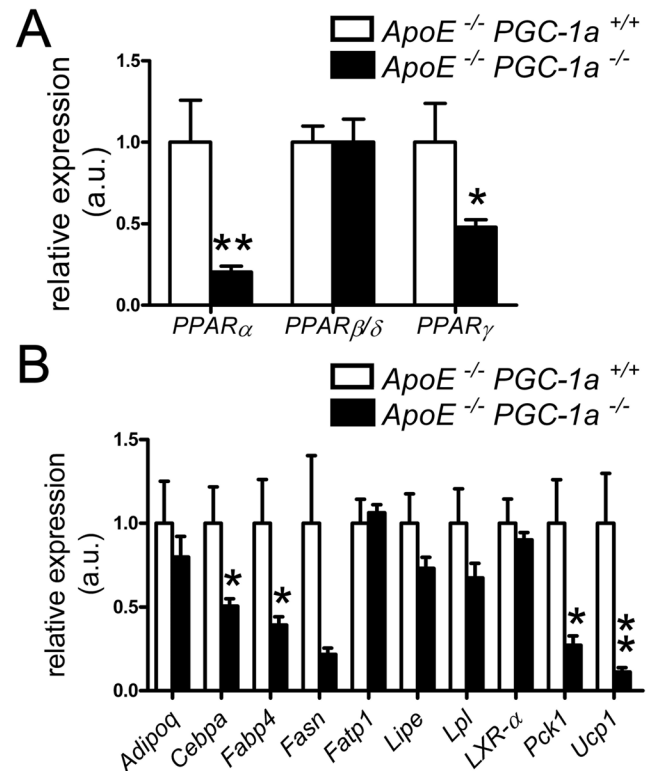 A
ApoE -/- PGC-1a +/+
ApoE -/- PGC-1a -/-
relative expression
(a.u.)
1.5
1.0
0.5
0.0
**
*
PPARα PPARβ/δ PPARγ
B
ApoE -/- PGC-1a +/+
ApoE -/- PGC-1a -/-
relative expression
(a.u.)
1.5
1.0
0.5
0.0
*
*
*
**
Adipoq Cebpa Fabp4 Fasn Fatp1 Lipe Lpl LXR-α Pck1 Ucp1